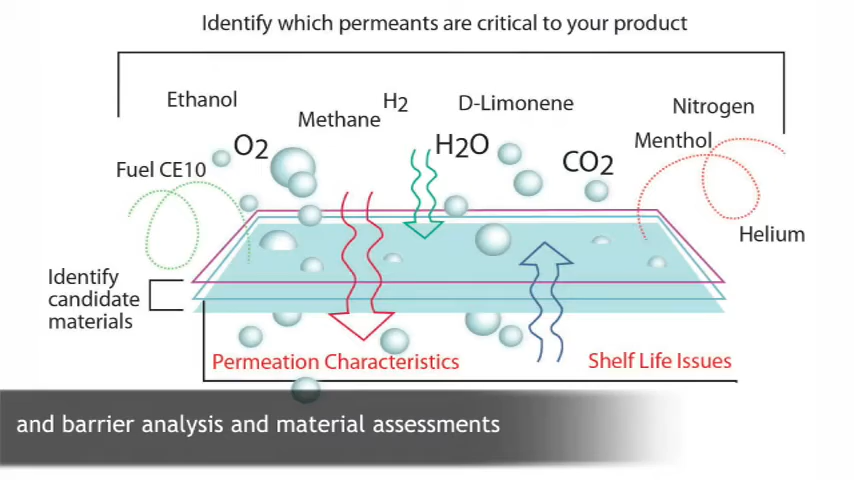 Identify which permeants are critical to your product
Ethanol
Methane
H2
D-Limonene
Nitrogen
O2
H2O
CO2
Menthol
Fuel CE10
Helium
Identify
candidate
materials
Permeation Characteristics
Shelf Life Issues
and barrier analysis and material assessments